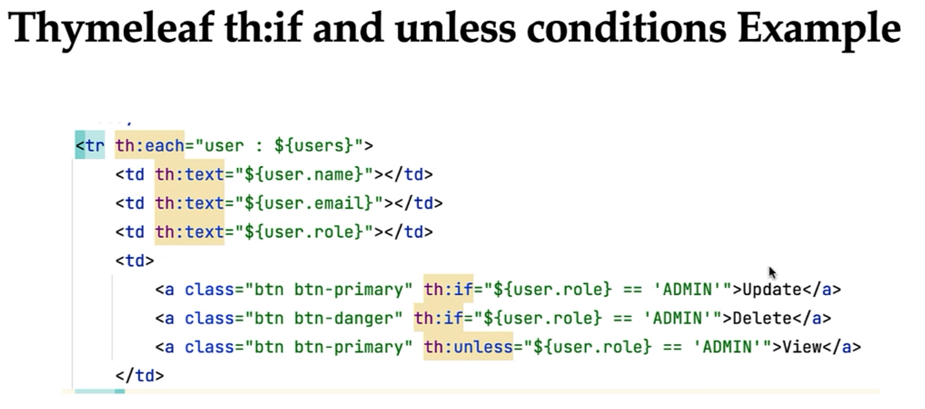 Thymeleaf th:if and unless conditions Example
<tr th:each="user : ${users}">
<td th:text="${user.name}"></td>
<td th:text="${user.email}"></td>
<td th:text="${user.role}"></td>
<td>
<a class="btn btn-primary" th:if="${user.role} == 'ADMIN'">Update</a>
<a class="btn btn-danger" th:if="${user.role} == 'ADMIN'">Delete</a>
<a class="btn btn-primary" th:unless="${user.role} == 'ADMIN'">View</a>
</td>